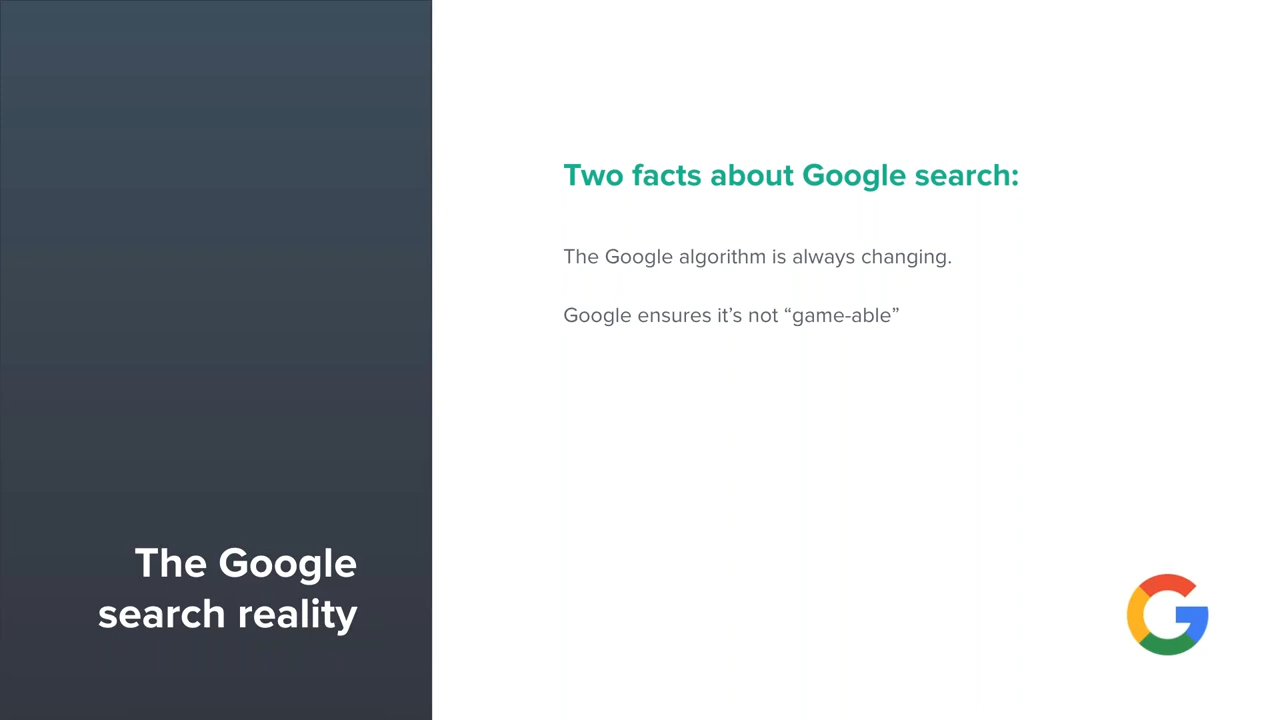 Two facts about Google search:
The Google algorithm is always changing.
Google ensures it’s not “game-able”
The Google
search reality